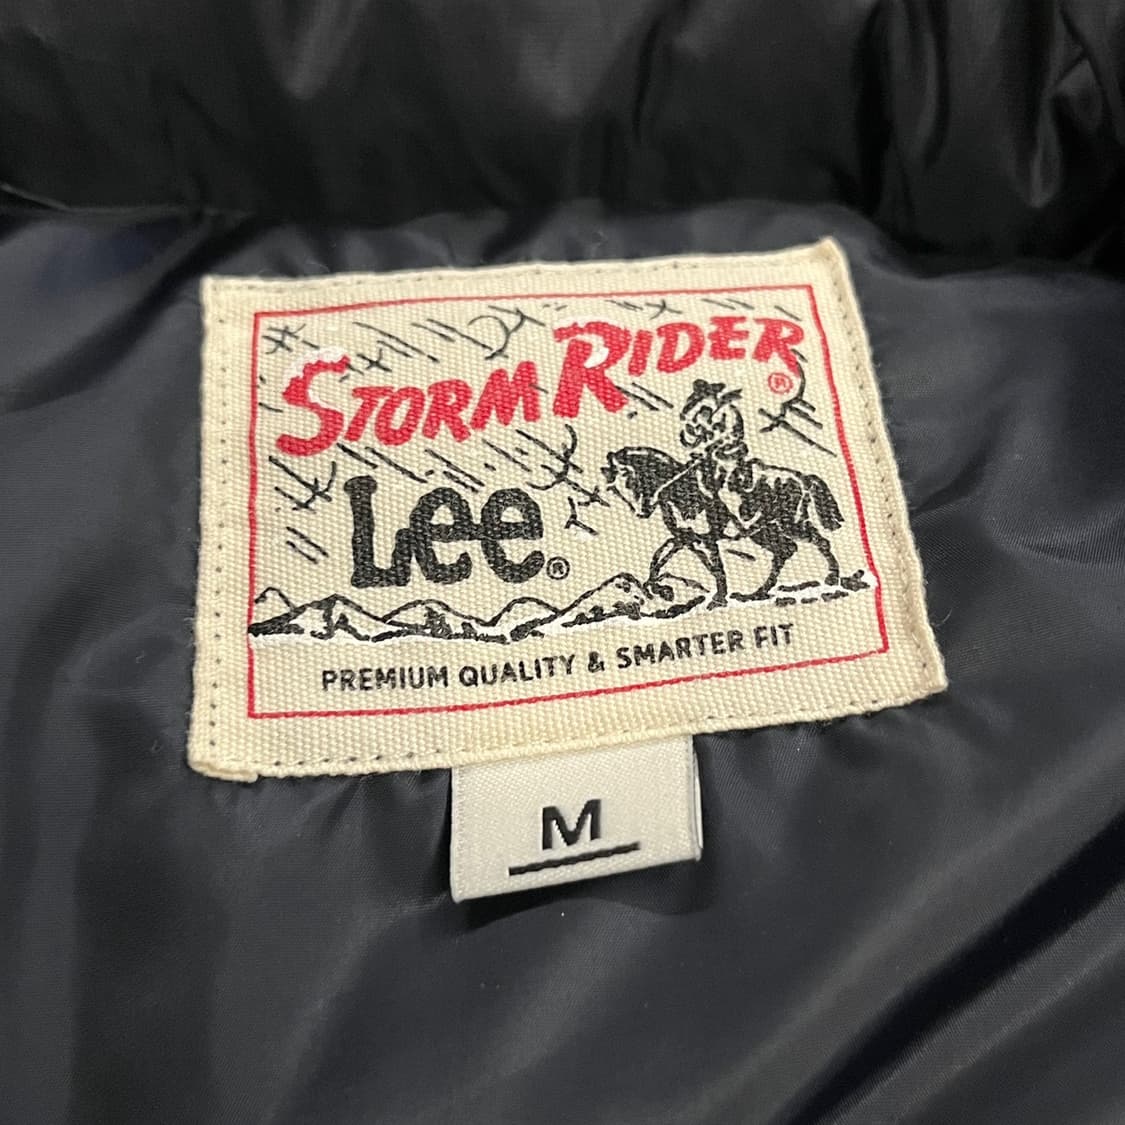 STORM RIDER®
Lee®
PREMIUM QUALITY & SMARTER FIT
M